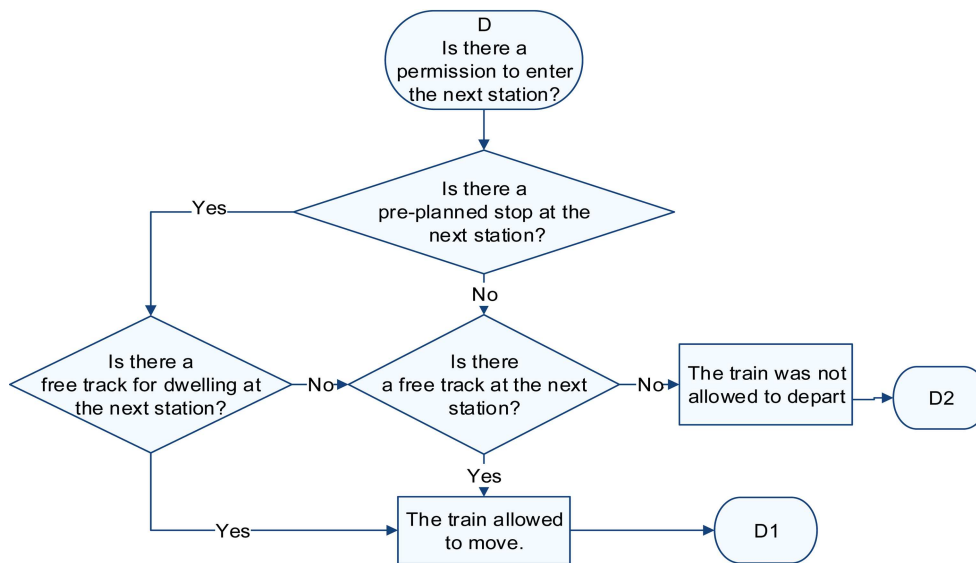 D
Is there a
permission to enter
the next station?
Is there a
pre-planned stop at the
next station?
Yes
No
Is there a
free track for dwelling at
the next station?
No
Is there
a free track at the next
station?
No
The train was not
allowed to depart
D2
Yes
Yes
The train allowed
to move.
D1